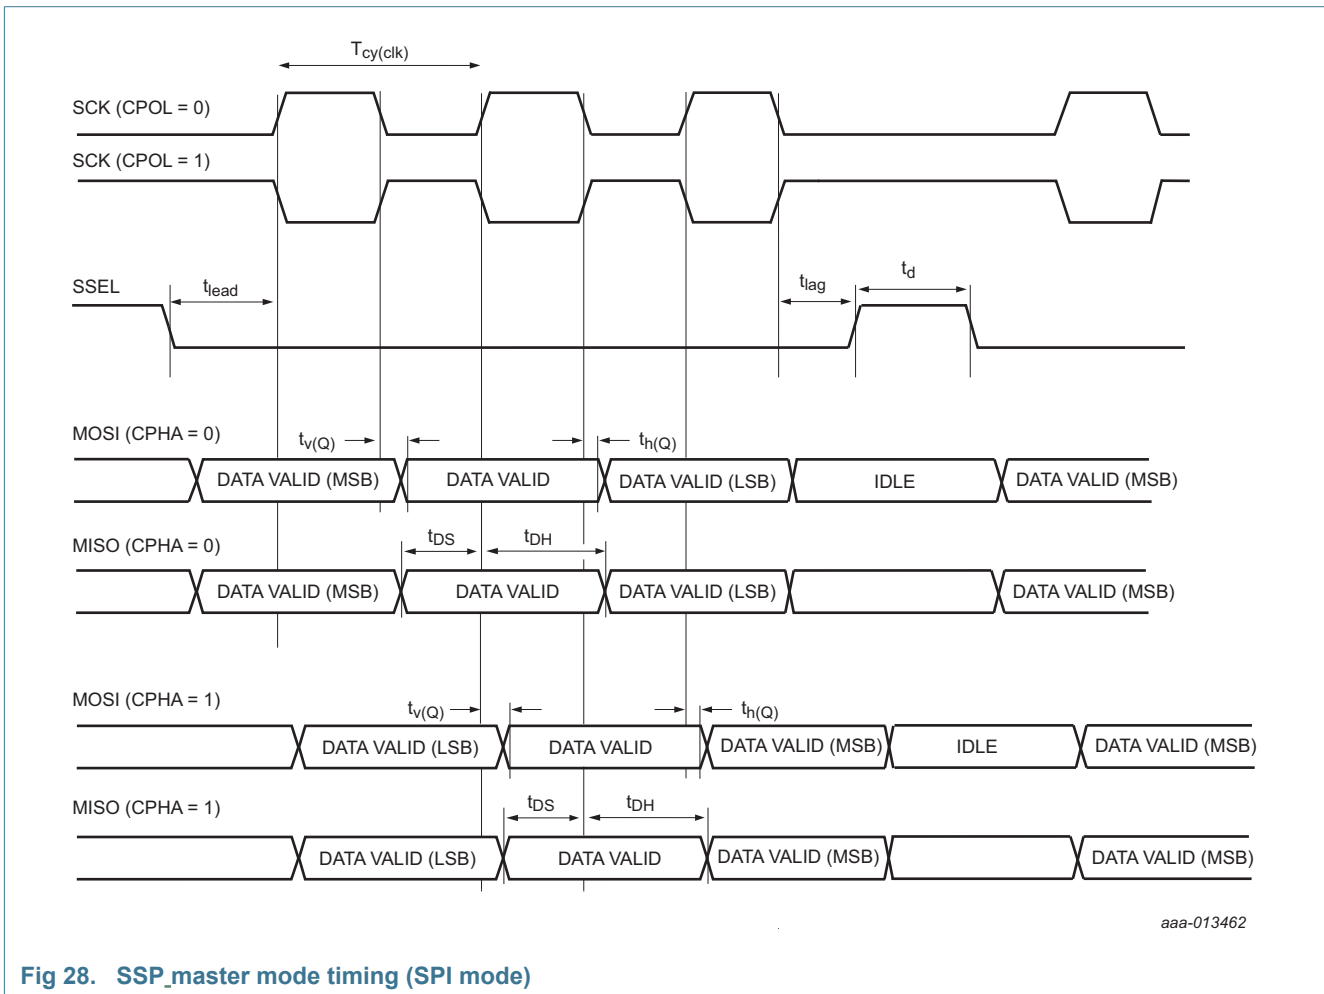 Tcy(clk)
SCK (CPOL = 0)
SCK (CPOL = 1)
SSEL
tlead
tlag
td
MOSI (CPHA = 0)
tv(Q)
th(Q)
DATA VALID (MSB)
DATA VALID
DATA VALID (LSB)
IDLE
DATA VALID (MSB)
MISO (CPHA = 0)
tDS
tDH
DATA VALID (MSB)
DATA VALID
DATA VALID (LSB)
DATA VALID (MSB)
MOSI (CPHA = 1)
tv(Q)
th(Q)
DATA VALID (LSB)
DATA VALID
DATA VALID (MSB)
IDLE
DATA VALID (MSB)
MISO (CPHA = 1)
tDS
tDH
DATA VALID (LSB)
DATA VALID
DATA VALID (MSB)
DATA VALID (MSB)
aaa-013462
Fig 28. SSP_master mode timing (SPI mode)